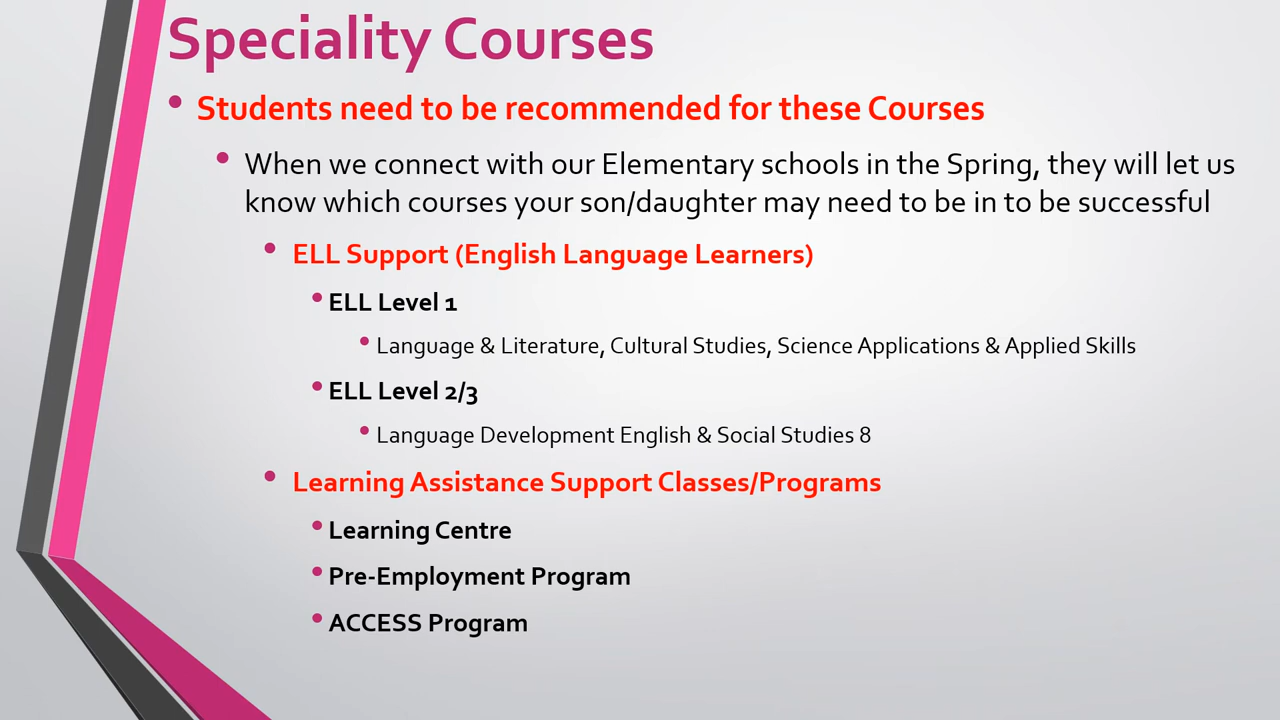 Speciality Courses
• Students need to be recommended for these Courses
• When we connect with our Elementary schools in the Spring, they will let us
know which courses your son/daughter may need to be in to be successful
• ELL Support (English Language Learners)
• ELL Level 1
• Language & Literature, Cultural Studies, Science Applications & Applied Skills
• ELL Level 2/3
• Language Development English & Social Studies 8
• Learning Assistance Support Classes/Programs
• Learning Centre
• Pre-Employment Program
• ACCESS Program